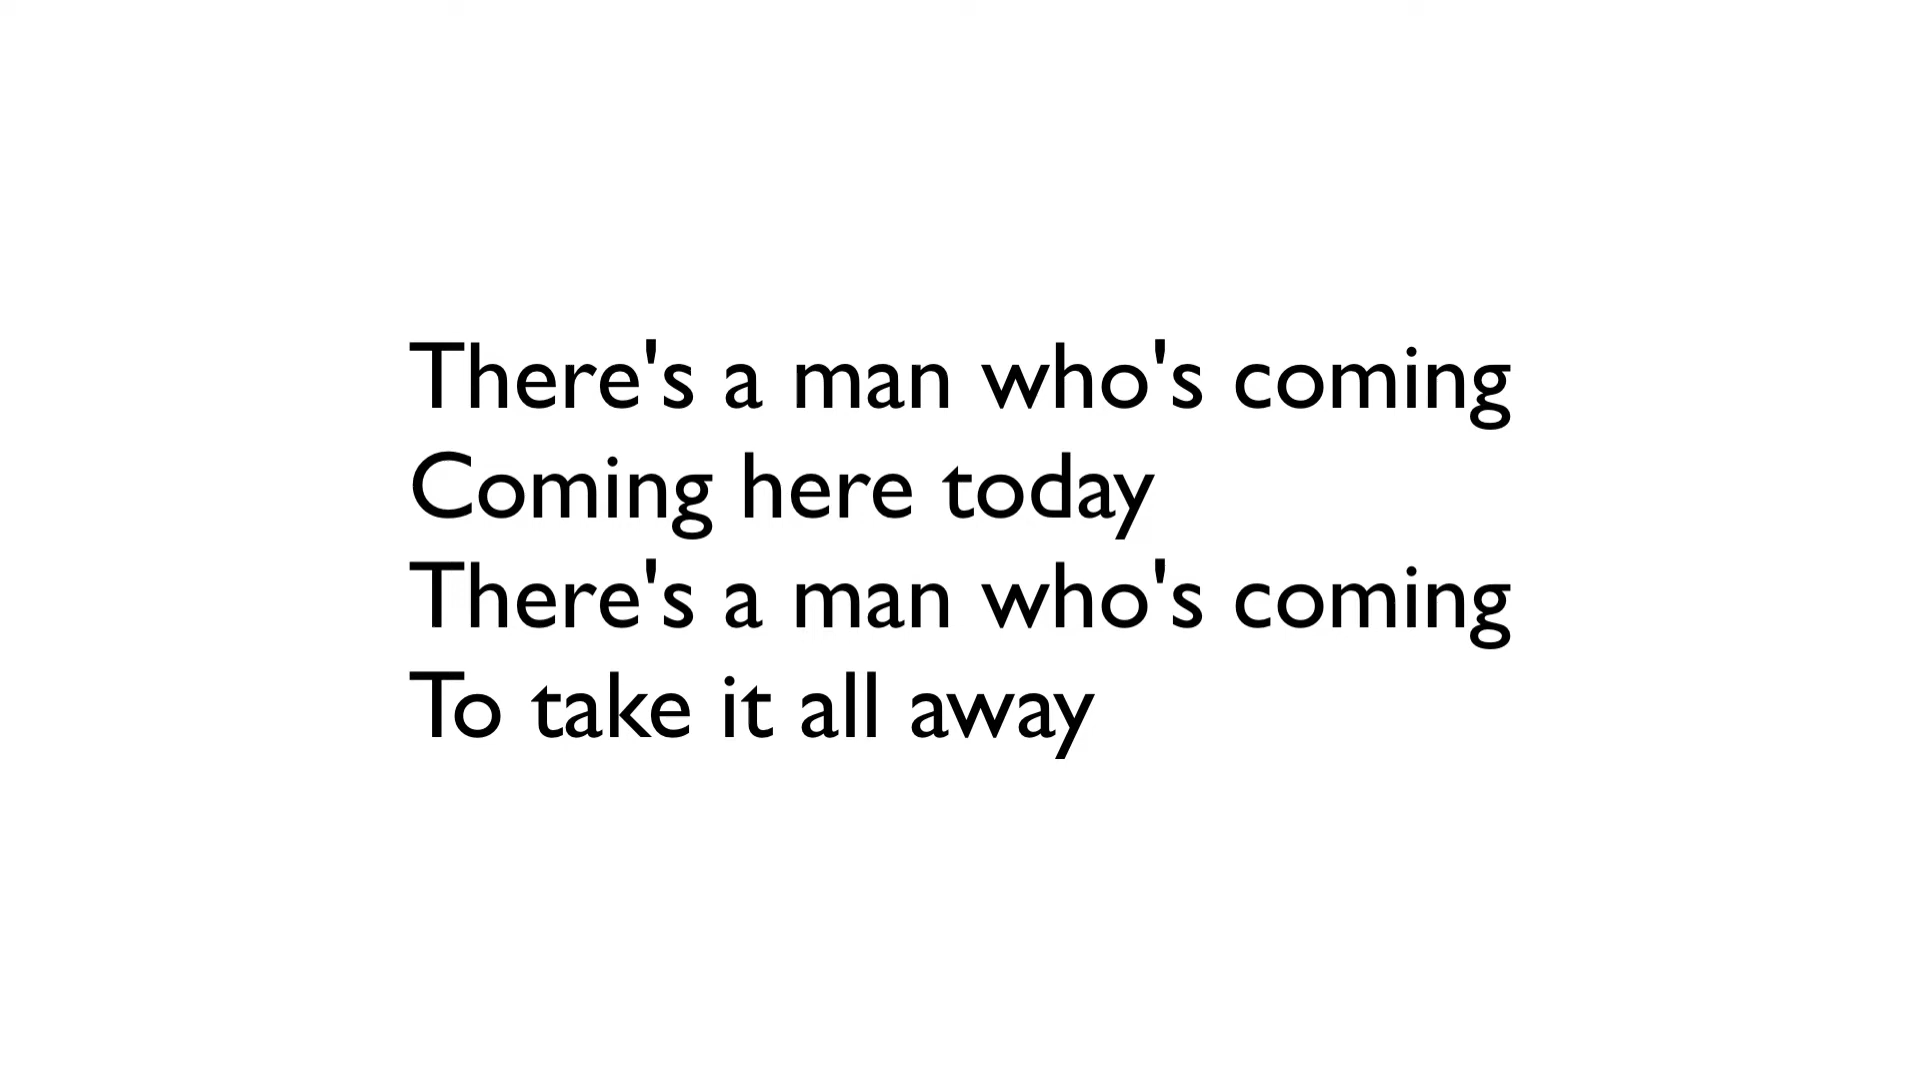 There's a man who's coming
Coming here today
There's a man who's coming
To take it all away